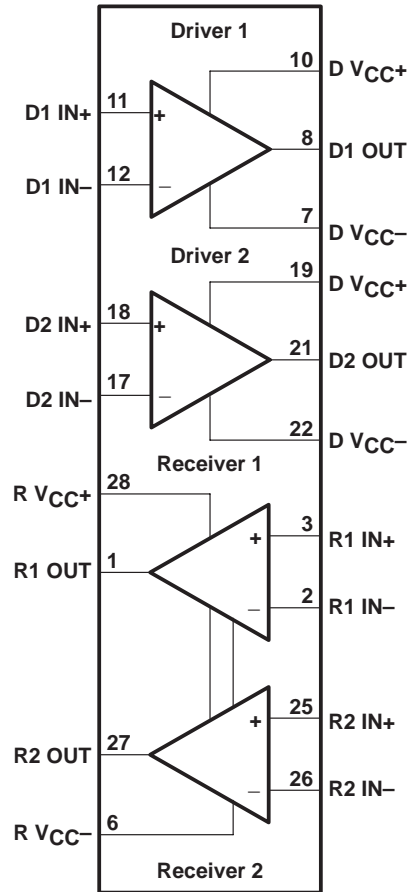 Driver 1
10 D VCC+
D1 IN+ 11 +
8 D1 OUT
D1 IN– 12 –
7 D VCC–
Driver 2
19 D VCC+
D2 IN+ 18 +
21 D2 OUT
D2 IN– 17 –
22 D VCC–
Receiver 1
R VCC+ 28
+ 3 R1 IN+
R1 OUT 1
– 2 R1 IN–
+ 25 R2 IN+
R2 OUT 27
– 26 R2 IN–
R VCC– 6
Receiver 2